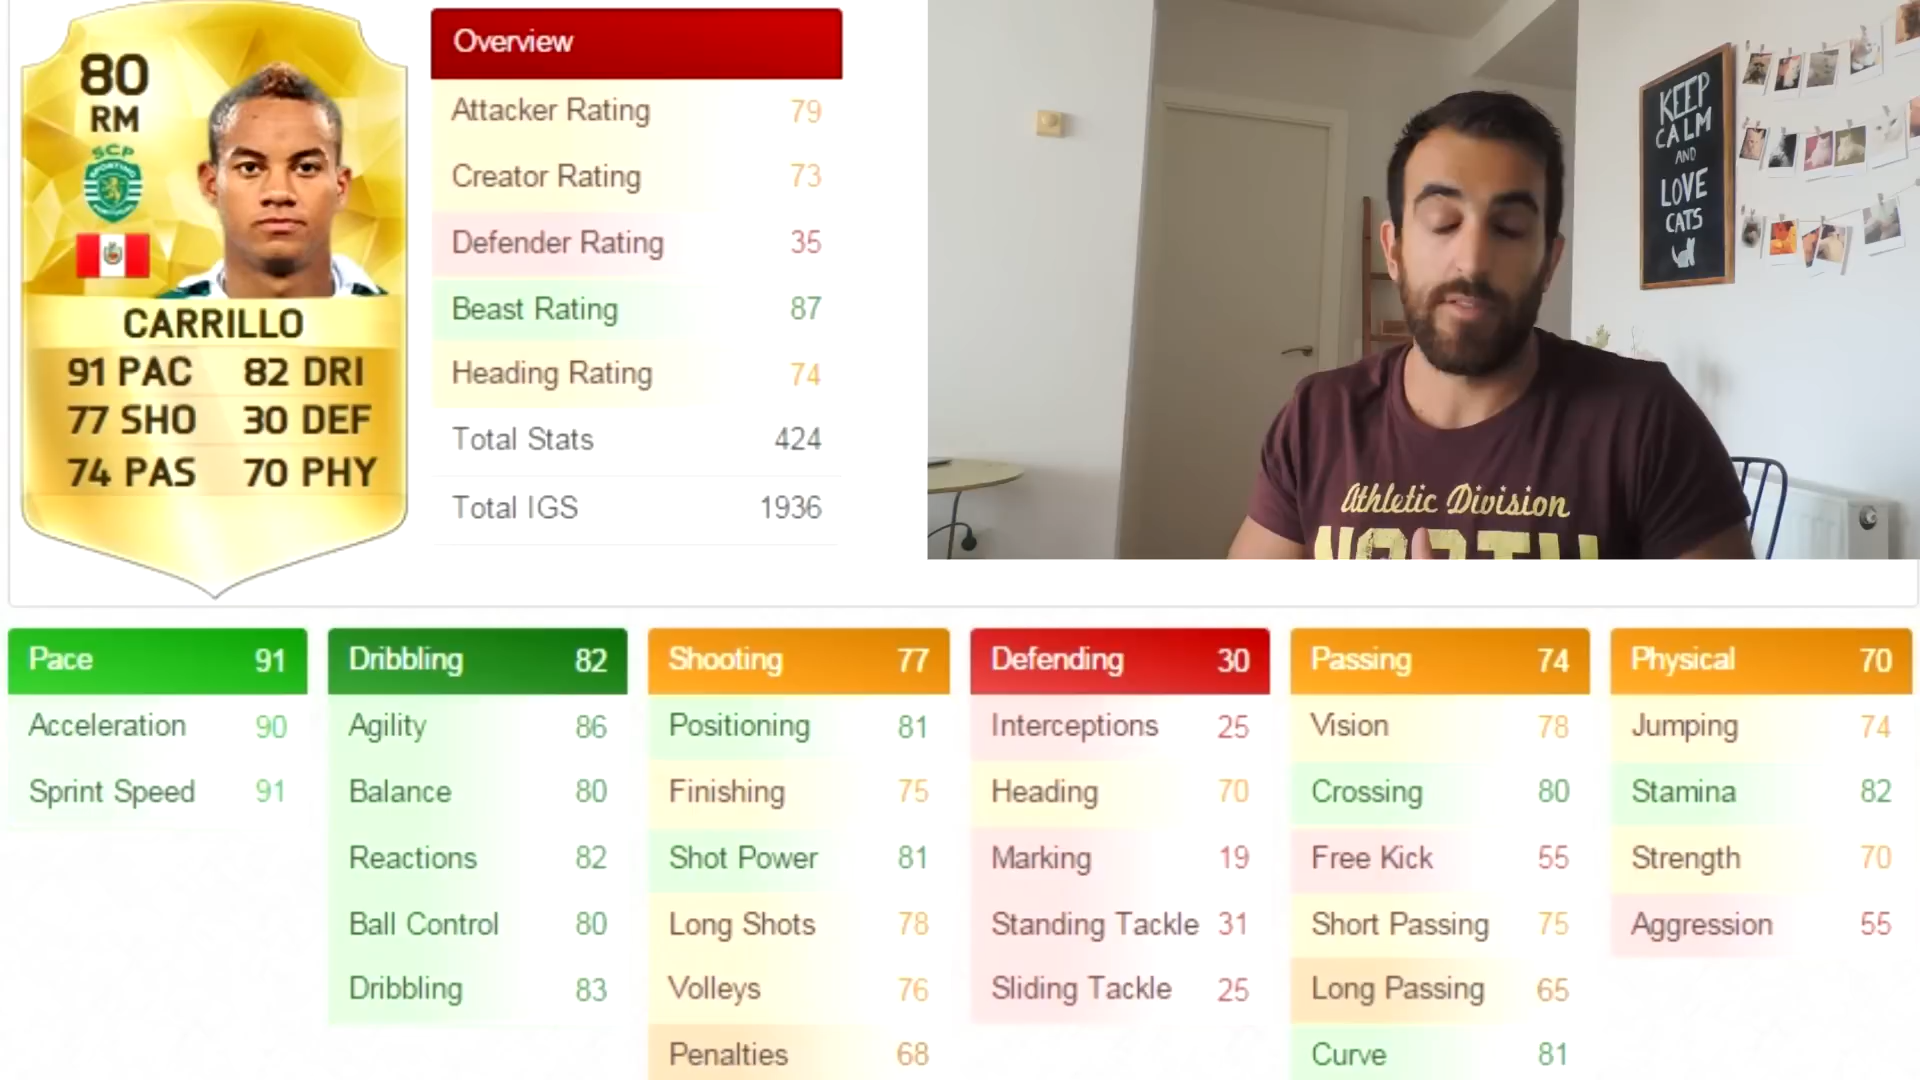 80
RM
SCP
SPORTING
PORTUGAL
CARRILLO
91 PAC 82 DRI
77 SHO 30 DEF
74 PAS 70 PHY
Overview
Attacker Rating 79
Creator Rating 73
Defender Rating 35
Beast Rating 87
Heading Rating 74
Total Stats 424
Total IGS 1936
KEEP
CALM
AND
LOVE
CATS
Athletic Division
NORTH
Pace 91
Acceleration 90
Sprint Speed 91
Dribbling 82
Agility 86
Balance 80
Reactions 82
Ball Control 80
Dribbling 83
Shooting 77
Positioning 81
Finishing 75
Shot Power 81
Long Shots 78
Volleys 76
Penalties 68
Defending 30
Interceptions 25
Heading 70
Marking 19
Standing Tackle 31
Sliding Tackle 25
Passing 74
Vision 78
Crossing 80
Free Kick 55
Short Passing 75
Long Passing 65
Curve 81
Physical 70
Jumping 74
Stamina 82
Strength 70
Aggression 55